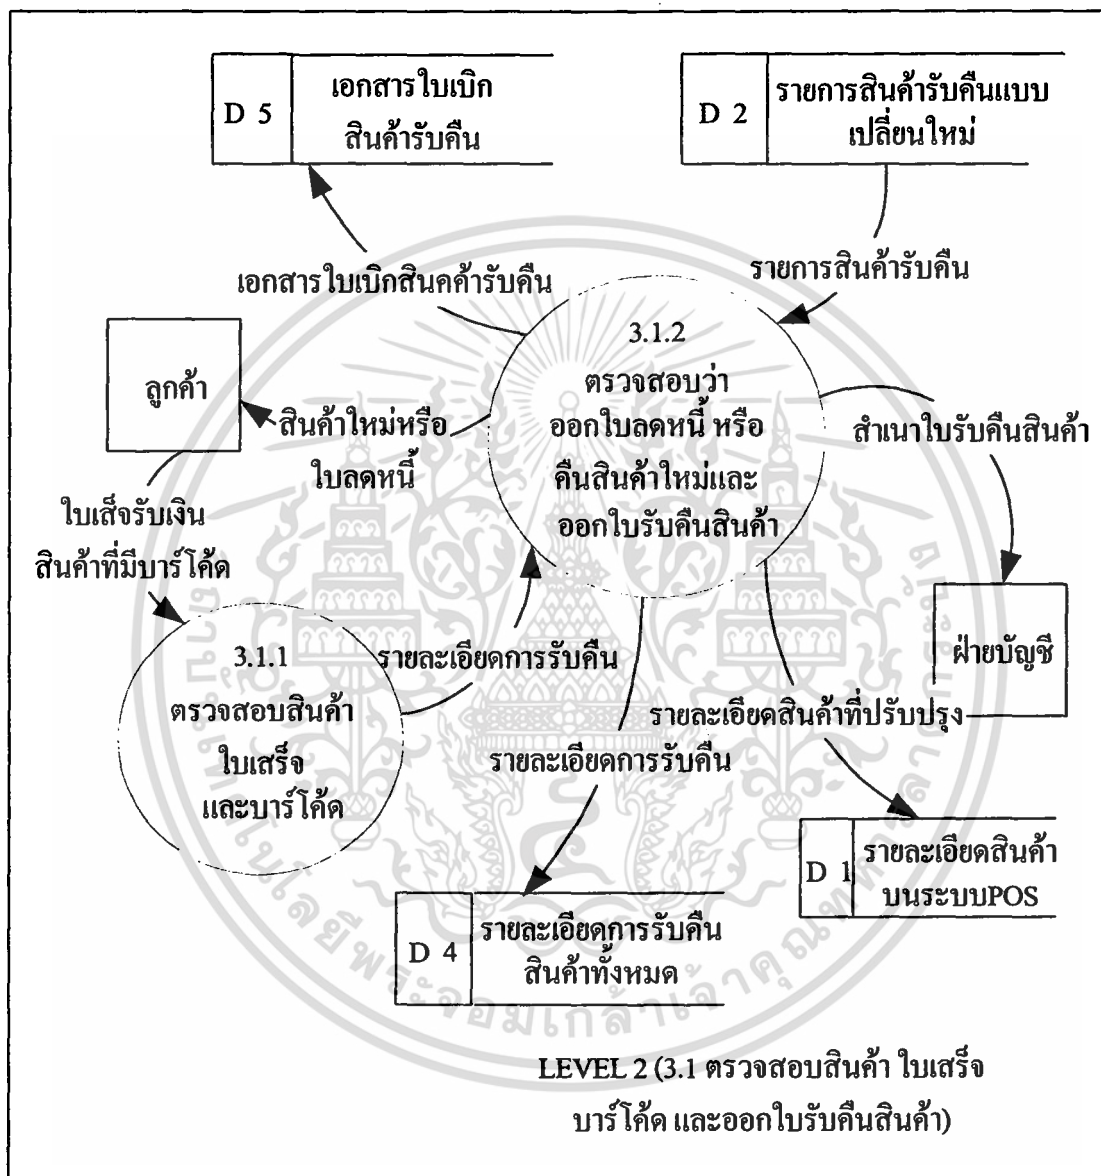 D 5
เอกสารใบเบิก
สินค้ารับคืน
D 2
รายการสินค้ารับคืนแบบ
เปลี่ยนใหม่
เอกสารใบเบิกสินคค้ารับคืน
รายการสินค้ารับคืน
ลูกค้า
3.1.2
ตรวจสอบว่า
ออกใบลดหนี้ หรือ
คืนสินค้าใหม่และ
ออกใบรับคืนสินค้า
สินค้าใหม่หรือ
ใบลดหนี้
สำเนาใบรับคืนสินค้า
ใบเส็จรับเงิน
สินค้าที่มีบาร์โค้ด
3.1.1
ตรวจสอบสินค้า
ใบเสร็จ
และบาร์โค้ด
รายละเอียดการรับคืน
ฝ่ายบัญชี
รายละเอียดสินค้าที่ปรับปรุง
รายละเอียดการรับคืน
D 1
รายละเอียดสินค้า
บนระบบPOS
D 4
รายละเอียดการรับคืน
สินค้าทั้งหมด
LEVEL 2 (3.1 ตรวจสอบสินค้า ใบเสร็จ
บาร์โค้ด และออกใบรับคืนสินค้า)